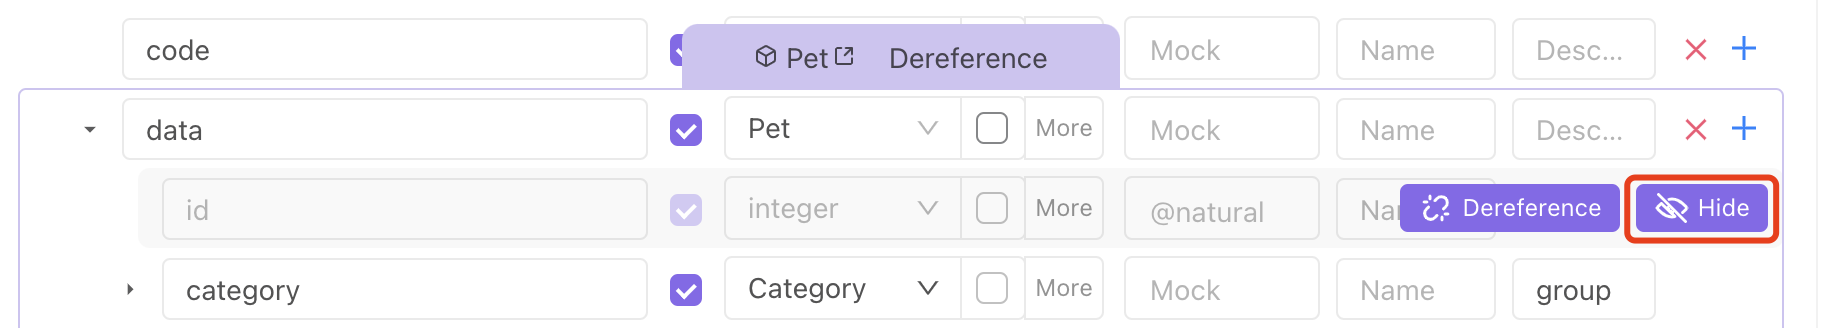 code Pet Dereference Mock Name Desc...
data Pet More Mock Name Desc...
id integer More @natural Dereference Hide
category Category More Mock Name group